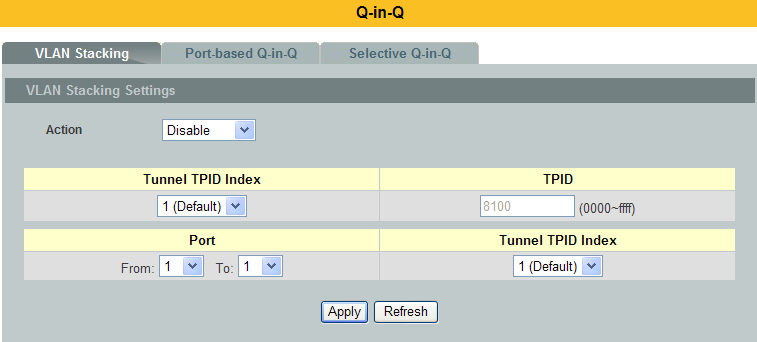 Q-in-Q
VLAN Stacking Port-based Q-in-Q Selective Q-in-Q
VLAN Stacking Settings
Action Disable
Tunnel TPID Index TPID
1 (Default) 8100 (0000~ffff)
Port Tunnel TPID Index
From: 1 To: 1 1 (Default)
Apply Refresh